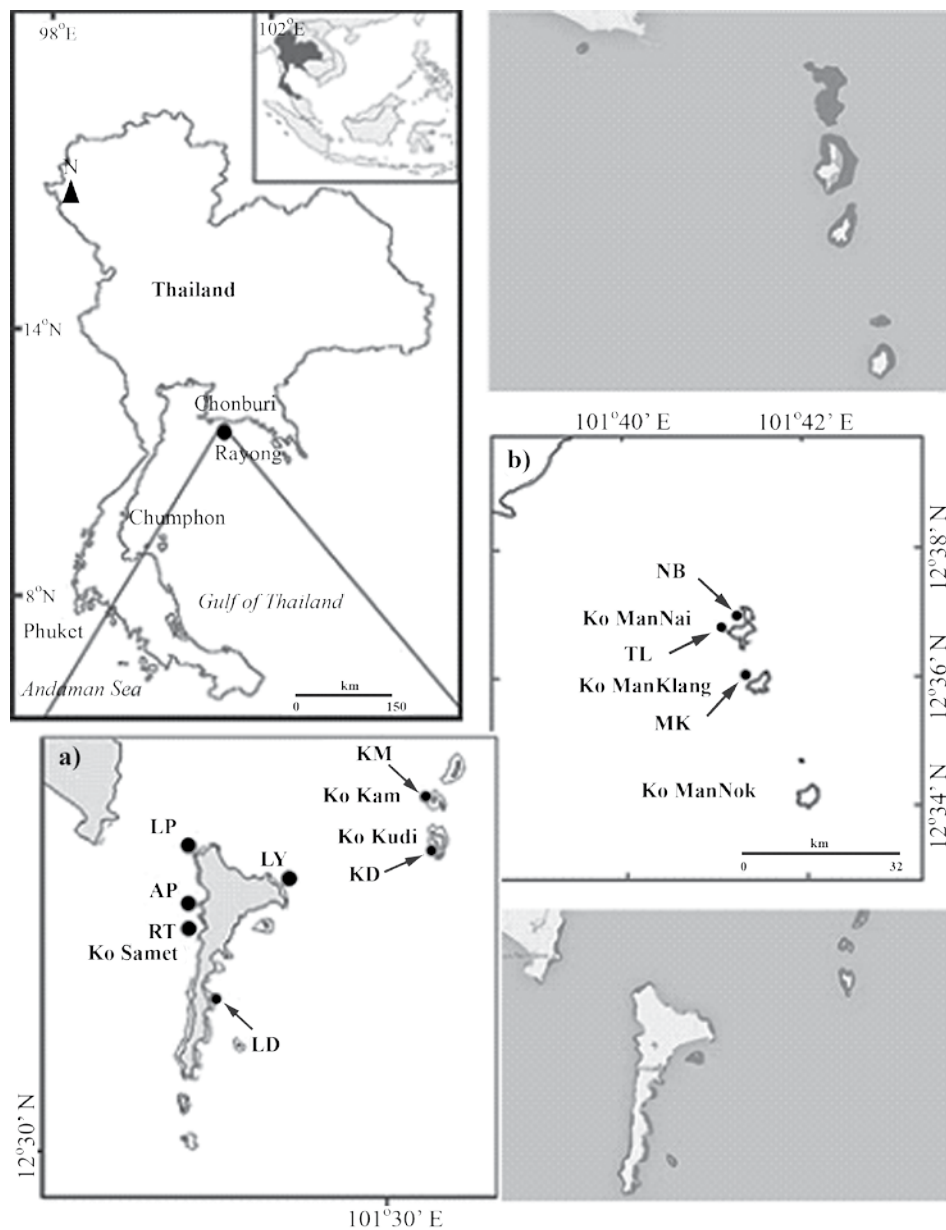 98°E
102°E
N
Thailand
14°N
Chonburi
Rayong
Chumphon
8°N
Gulf of Thailand
Phuket
Andaman Sea
km
0 150
101°40’ E 101°42’ E
b)
12°38’ N
NB
Ko ManNai
TL
12°36’ N
Ko ManKlang
MK
Ko ManNok
12°34’ N
km
0 32
a)
KM
Ko Kam
LP
Ko Kudi
LY
KD
AP
RT
Ko Samet
LD
12°30’ N
101°30’ E